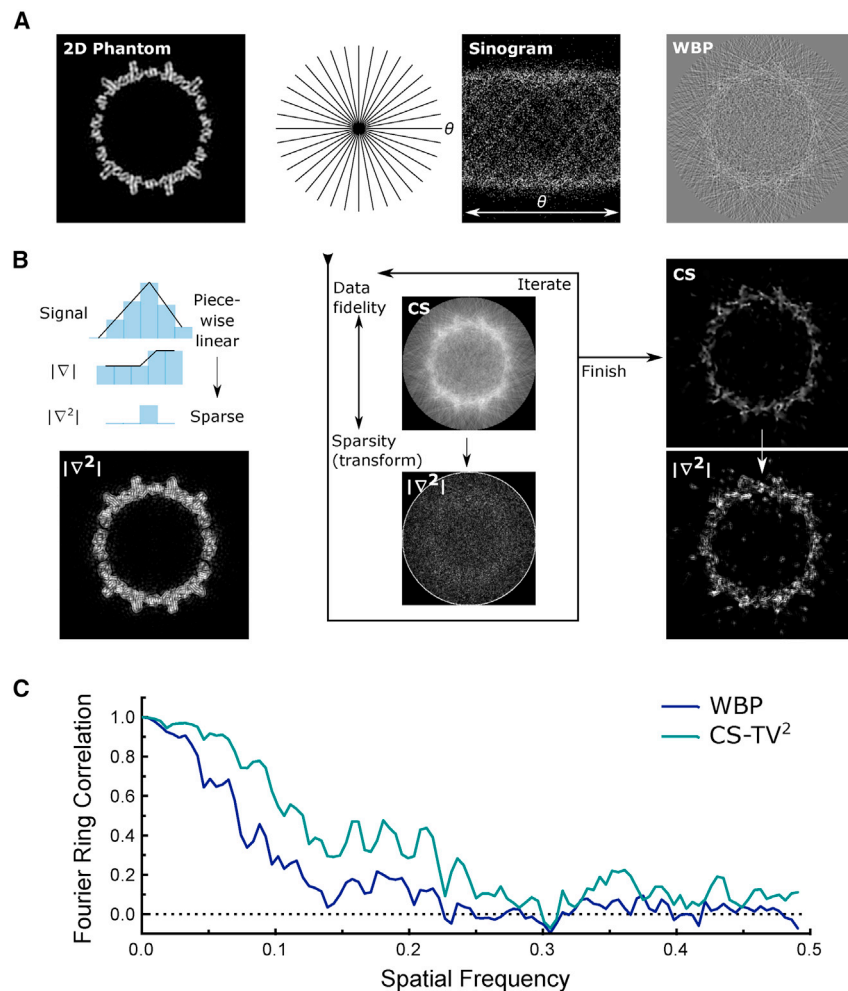 A
2D Phantom
θ
Sinogram
θ
WBP
B
Signal
Piece-
wise
linear
|∇|
|∇²|
Sparse
|∇²|
Data
fidelity
Iterate
CS
Sparsity
(transform)
|∇²|
Finish
CS
|∇²|
C
WBP
CS-TV²
Fourier Ring Correlation
1.0
0.8
0.6
0.4
0.2
0.0
0.0 0.1 0.2 0.3 0.4 0.5
Spatial Frequency